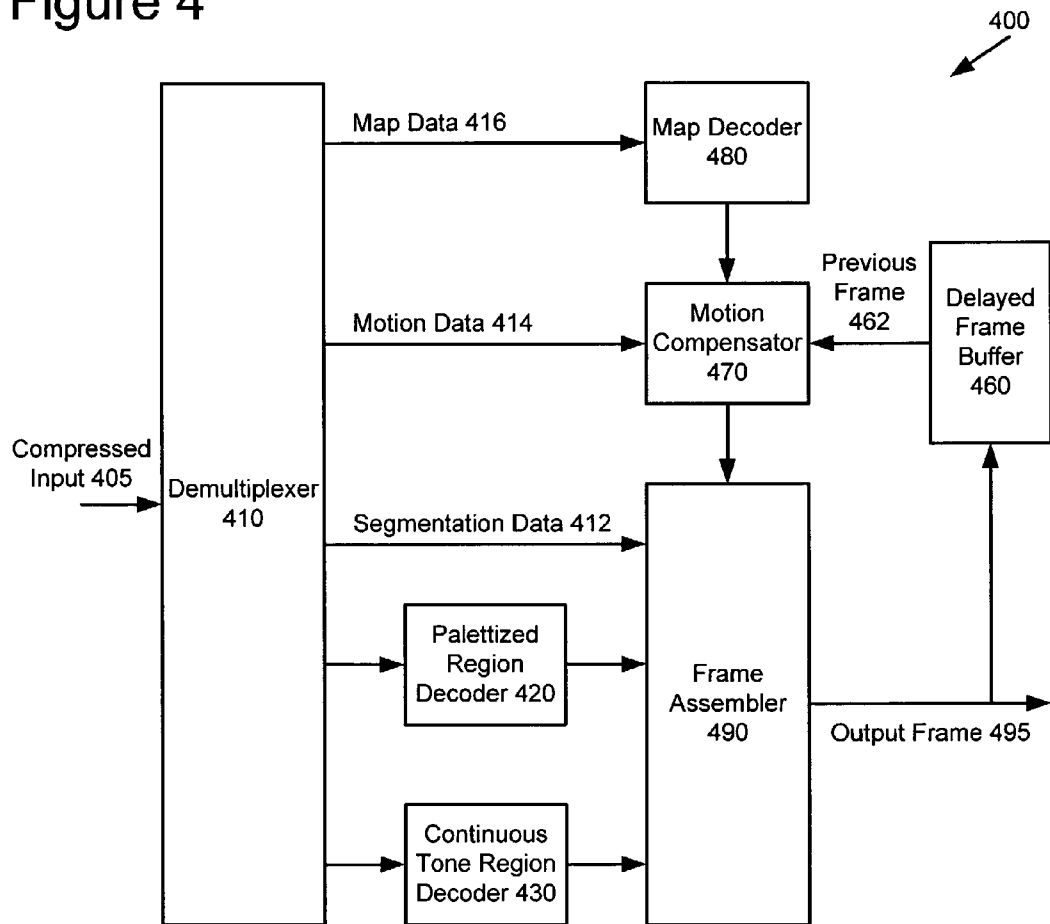 Figure 4
400
Map Data 416
Map Decoder
480
Previous
Frame
462
Delayed
Frame
Buffer
460
Motion Data 414
Motion
Compensator
470
Compressed
Input 405
Demultiplexer
410
Segmentation Data 412
Palettized
Region
Decoder 420
Frame
Assembler
490
Output Frame 495
Continuous
Tone Region
Decoder 430